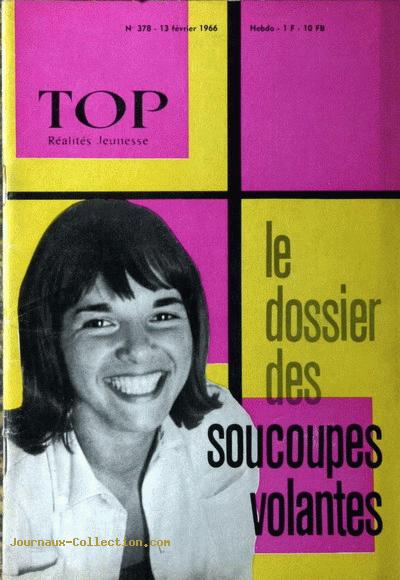 N° 378 - 13 février 1966
Hebdo - 1 F - 10 FB
TOP
Réalités Jeunesse
le
dossier
des
soucoupes
volantes
Journaux-Collection.com